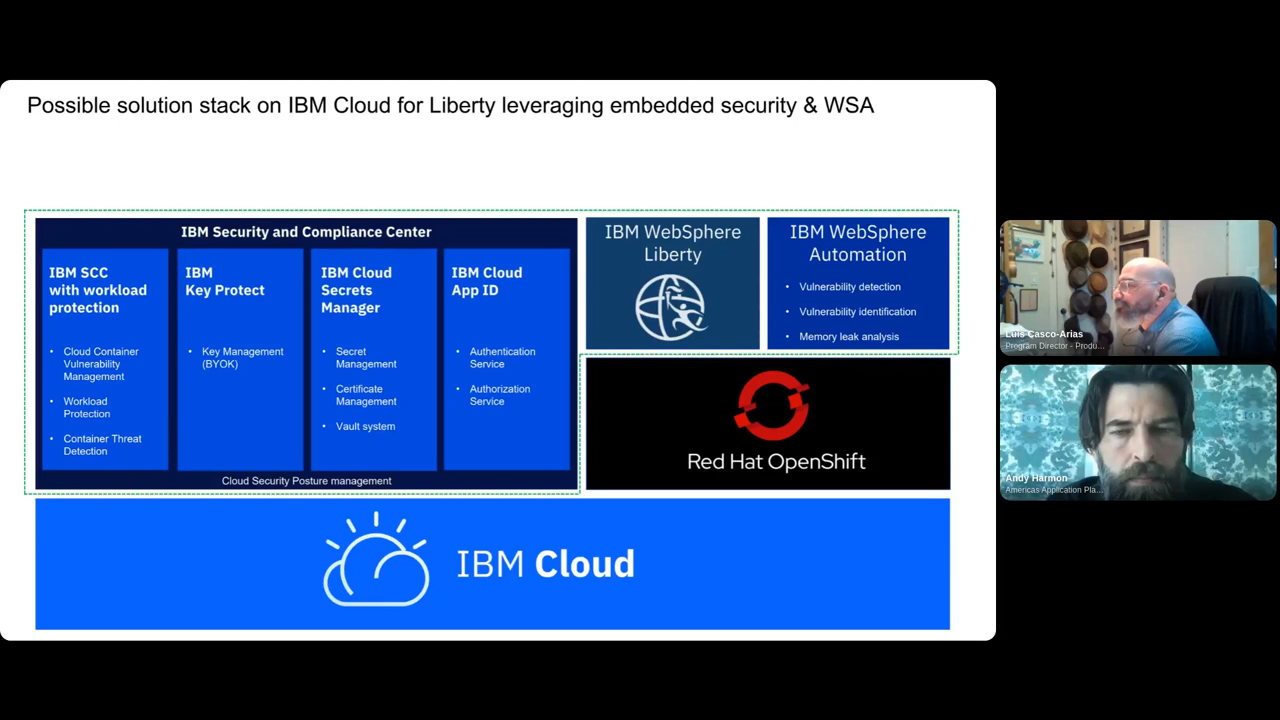 Possible solution stack on IBM Cloud for Liberty leveraging embedded security & WSA
IBM Security and Compliance Center
IBM SCC
with workload
protection
• Cloud Container
Vulnerability
Management
• Workload
Protection
• Container Threat
Detection
IBM
Key Protect
• Key Management
(BYOK)
IBM Cloud
Secrets
Manager
• Secret
Management
• Certificate
Management
• Vault system
IBM Cloud
App ID
• Authentication
Service
• Authorization
Service
Cloud Security Posture management
IBM WebSphere
Liberty
IBM WebSphere
Automation
• Vulnerability detection
• Vulnerability identification
• Memory leak analysis
Red Hat OpenShift
IBM Cloud
Luis Casco-Arias
Program Director - Produ...
Andy Harmon
Americas Application Pla...